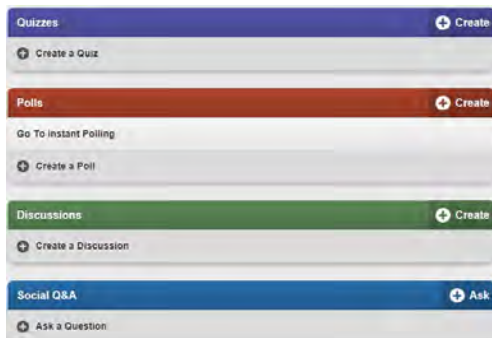 Quizzes Create
Create a Quiz
Polls Create
Go To Instant Polling
Create a Poll
Discussions Create
Create a Discussion
Social Q&A Ask
Ask a Question